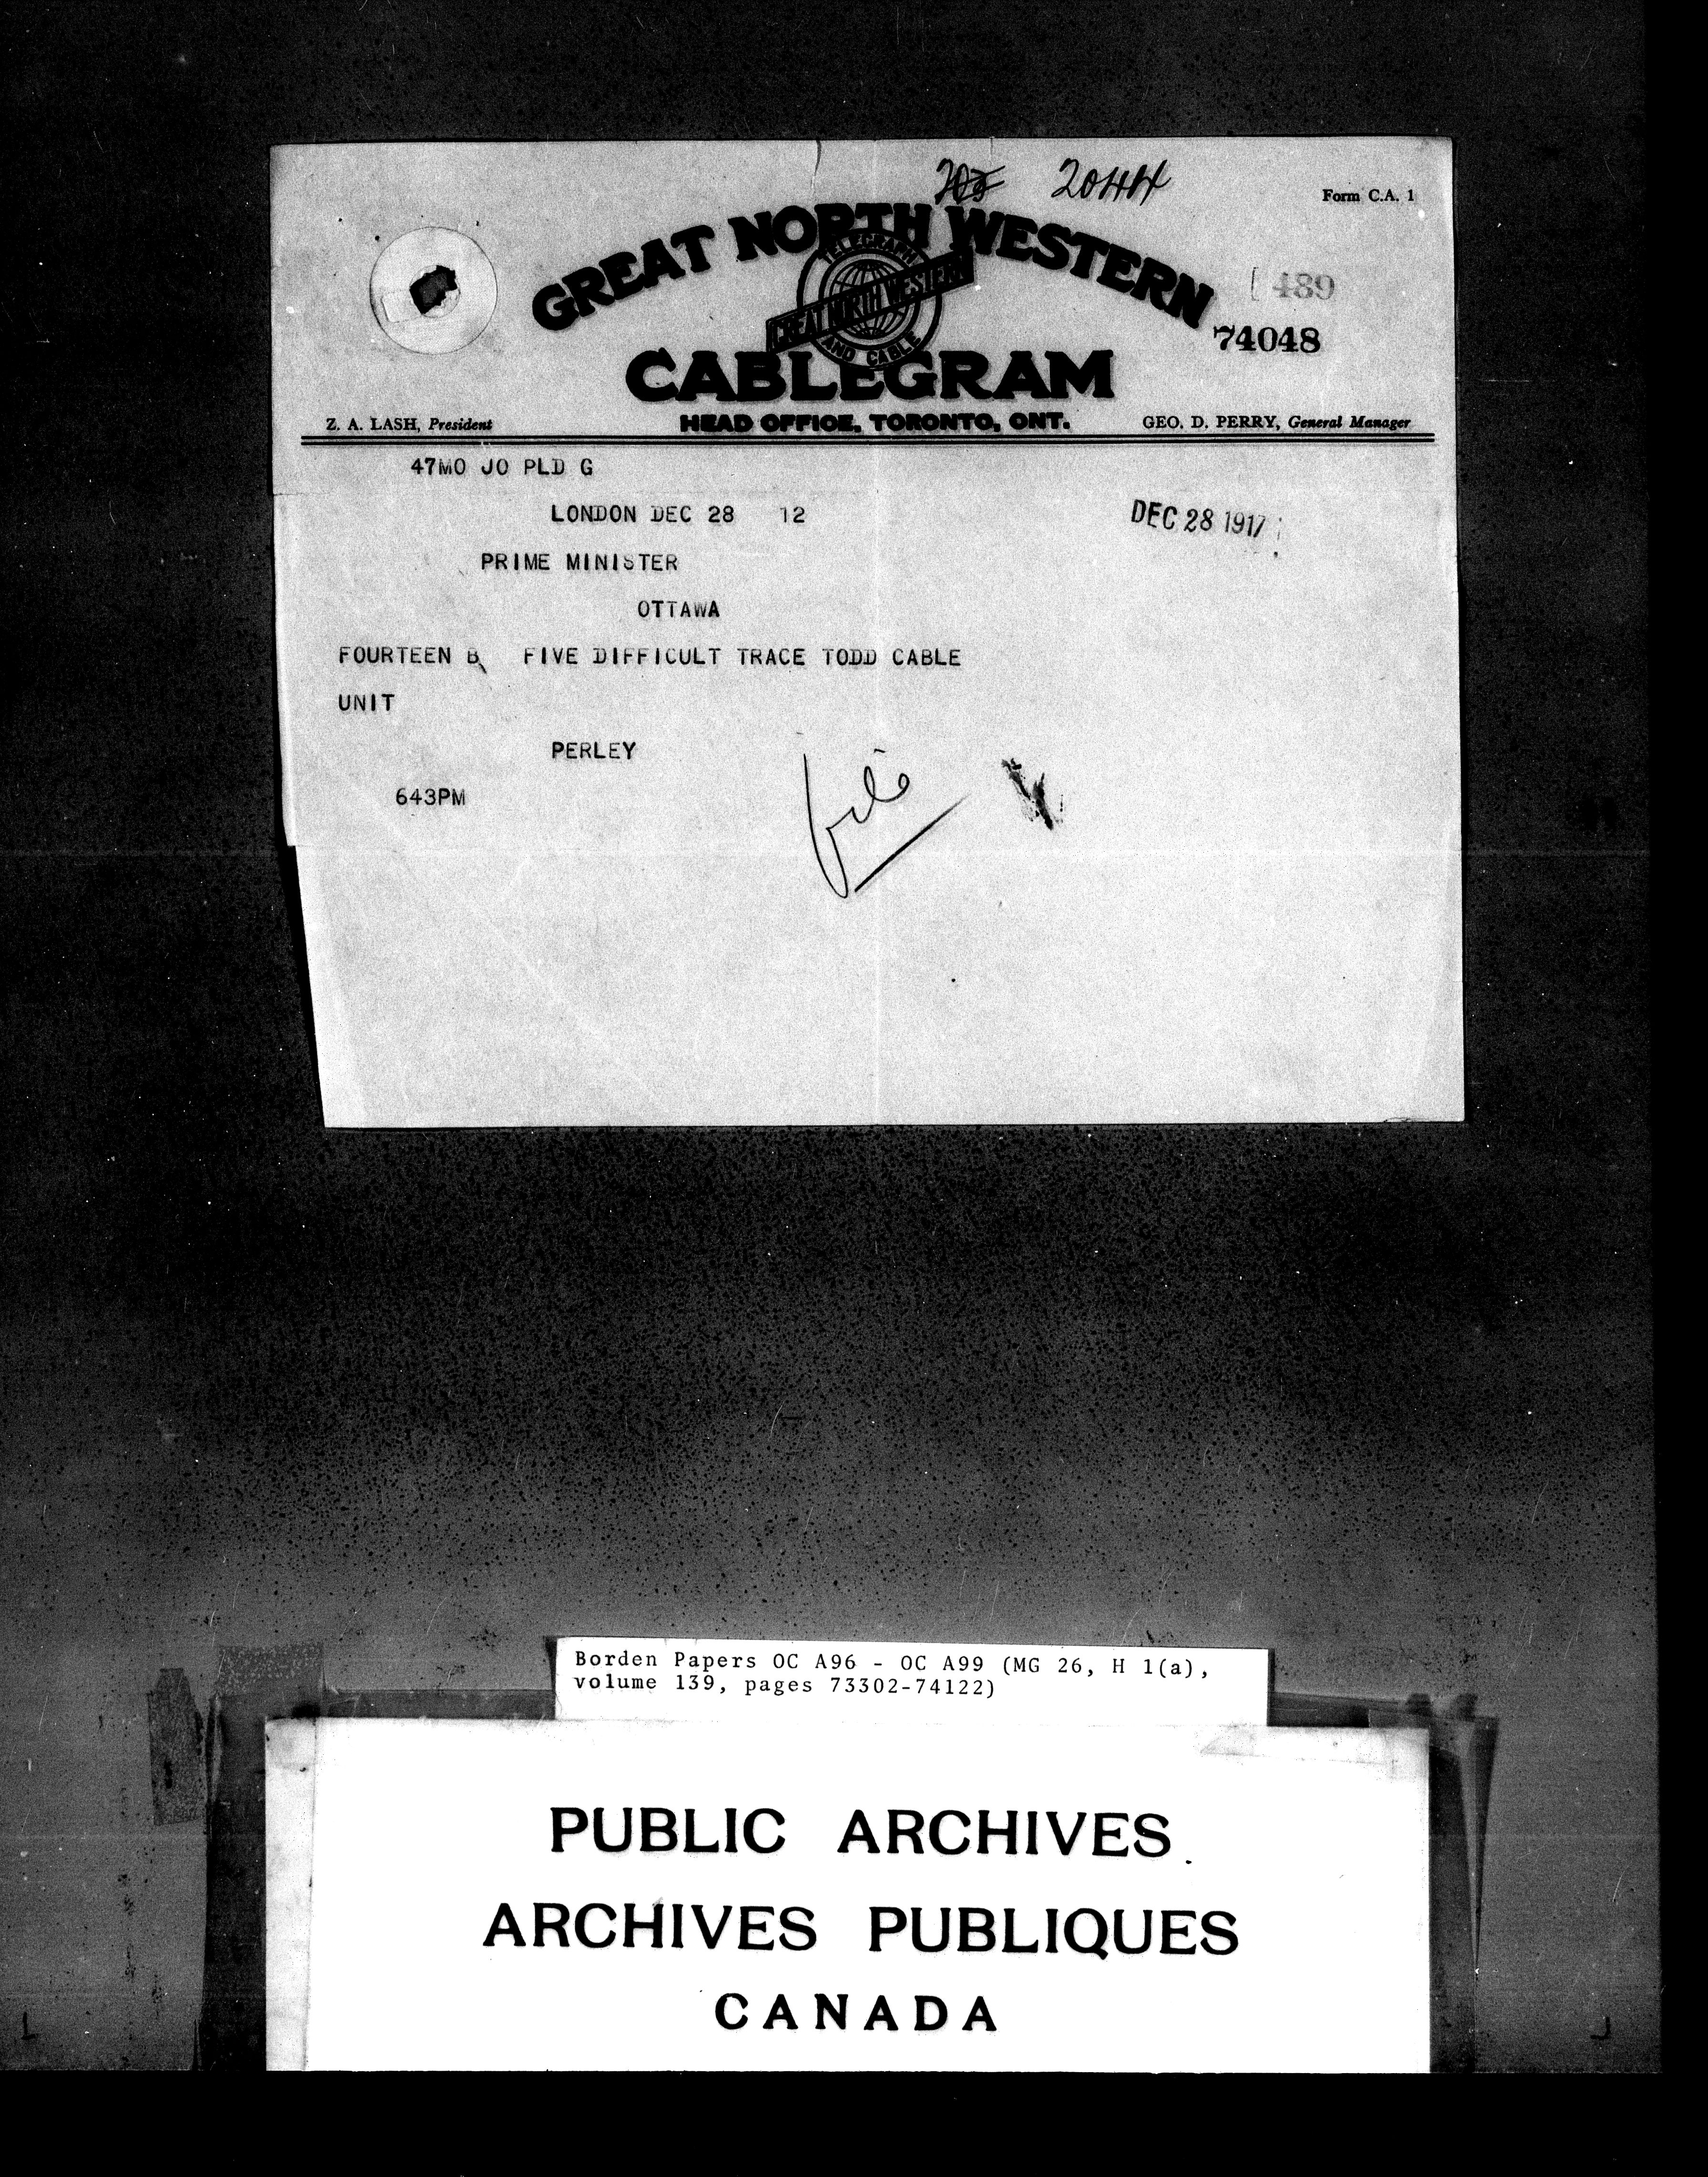 2044
Form C.A. 1
GREAT NORTH WESTERN
TELEGRAPH
GREAT NORTH WESTERN
AND CABLE
489
74048
CABLEGRAM
Z. A. LASH, President HEAD OFFICE, TORONTO, ONT. GEO. D. PERRY, General Manager
47MO JO PLD G
LONDON DEC 28 12
DEC 28 1917
PRIME MINISTER
OTTAWA
FOURTEEN B FIVE DIFFICULT TRACE TODD CABLE
UNIT
PERLEY
file
643PM
Borden Papers OC A96 - OC A99 (MG 26, H 1(a),
volume 139, pages 73302-74122)
PUBLIC ARCHIVES
ARCHIVES PUBLIQUES
CANADA